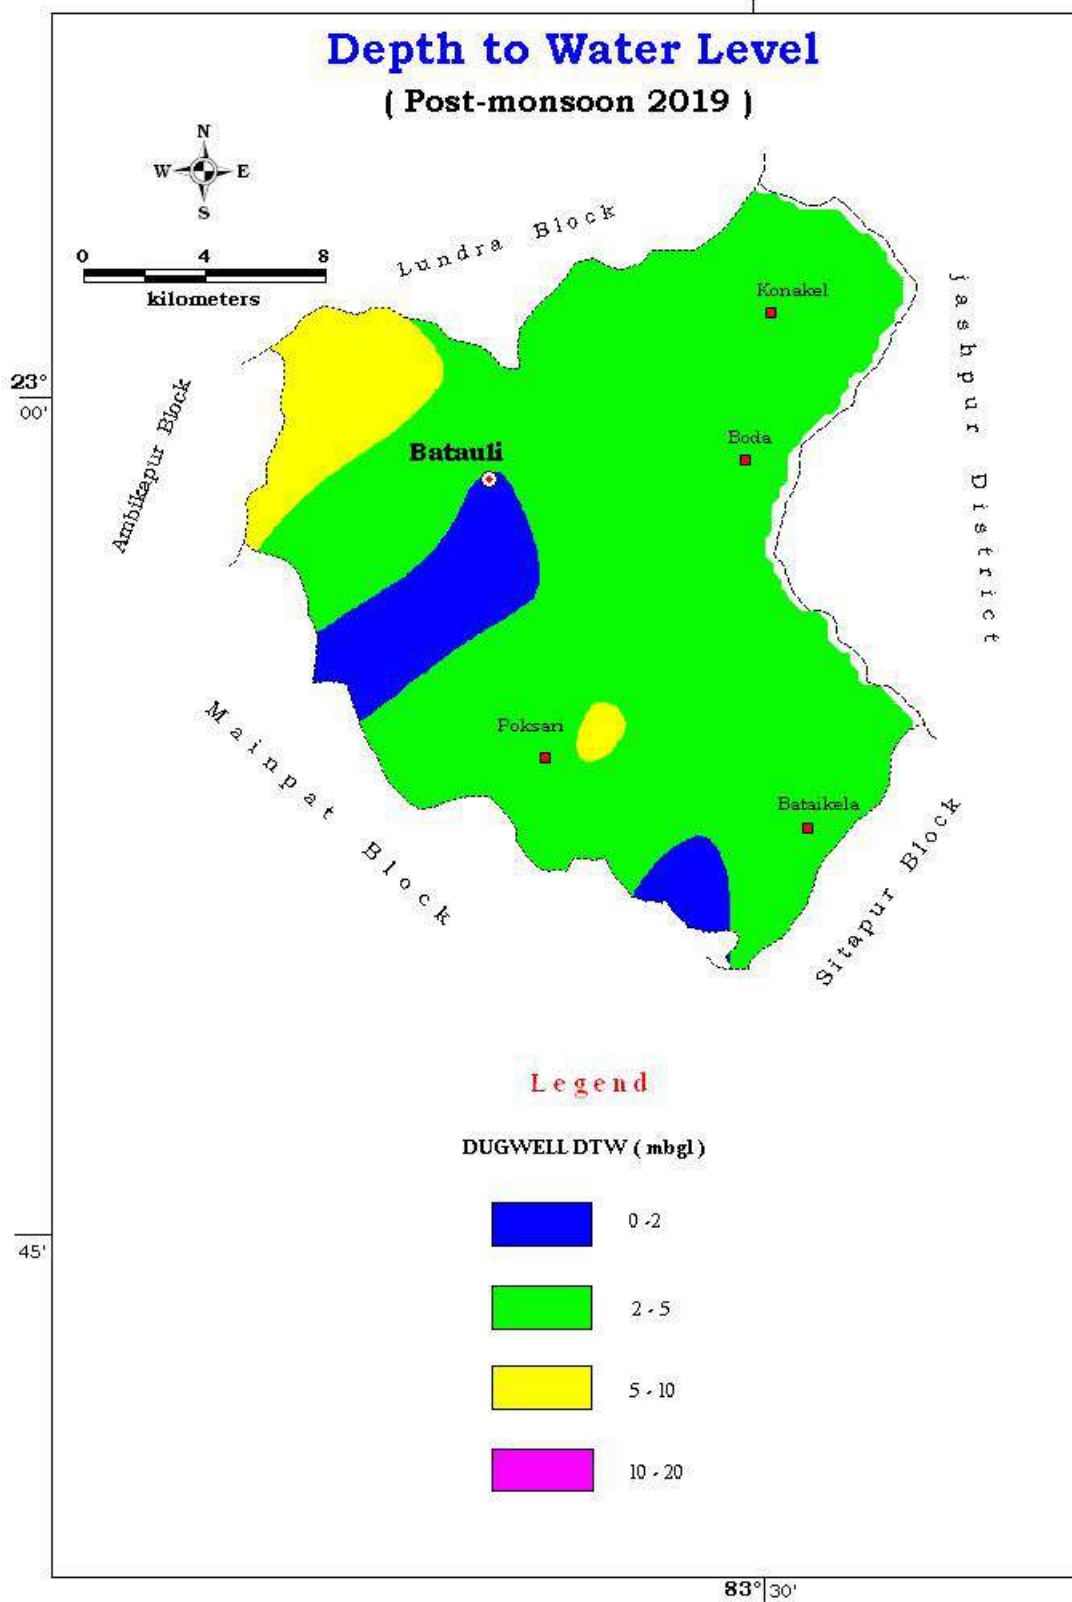 Depth to Water Level
( Post-monsoon 2019 )
N
W E
S
0 4 8
kilometers
Lundra Block
Konakel
jashpur District
23°
00'
Ambikapur Block
Boda
Batauli
Mainpat Block
Poksari
Bataikela
Sitapur Block
Legend
DUGWELL DTW ( mbgl )
0 -2
45'
2 - 5
5 - 10
10 - 20
83° 30'